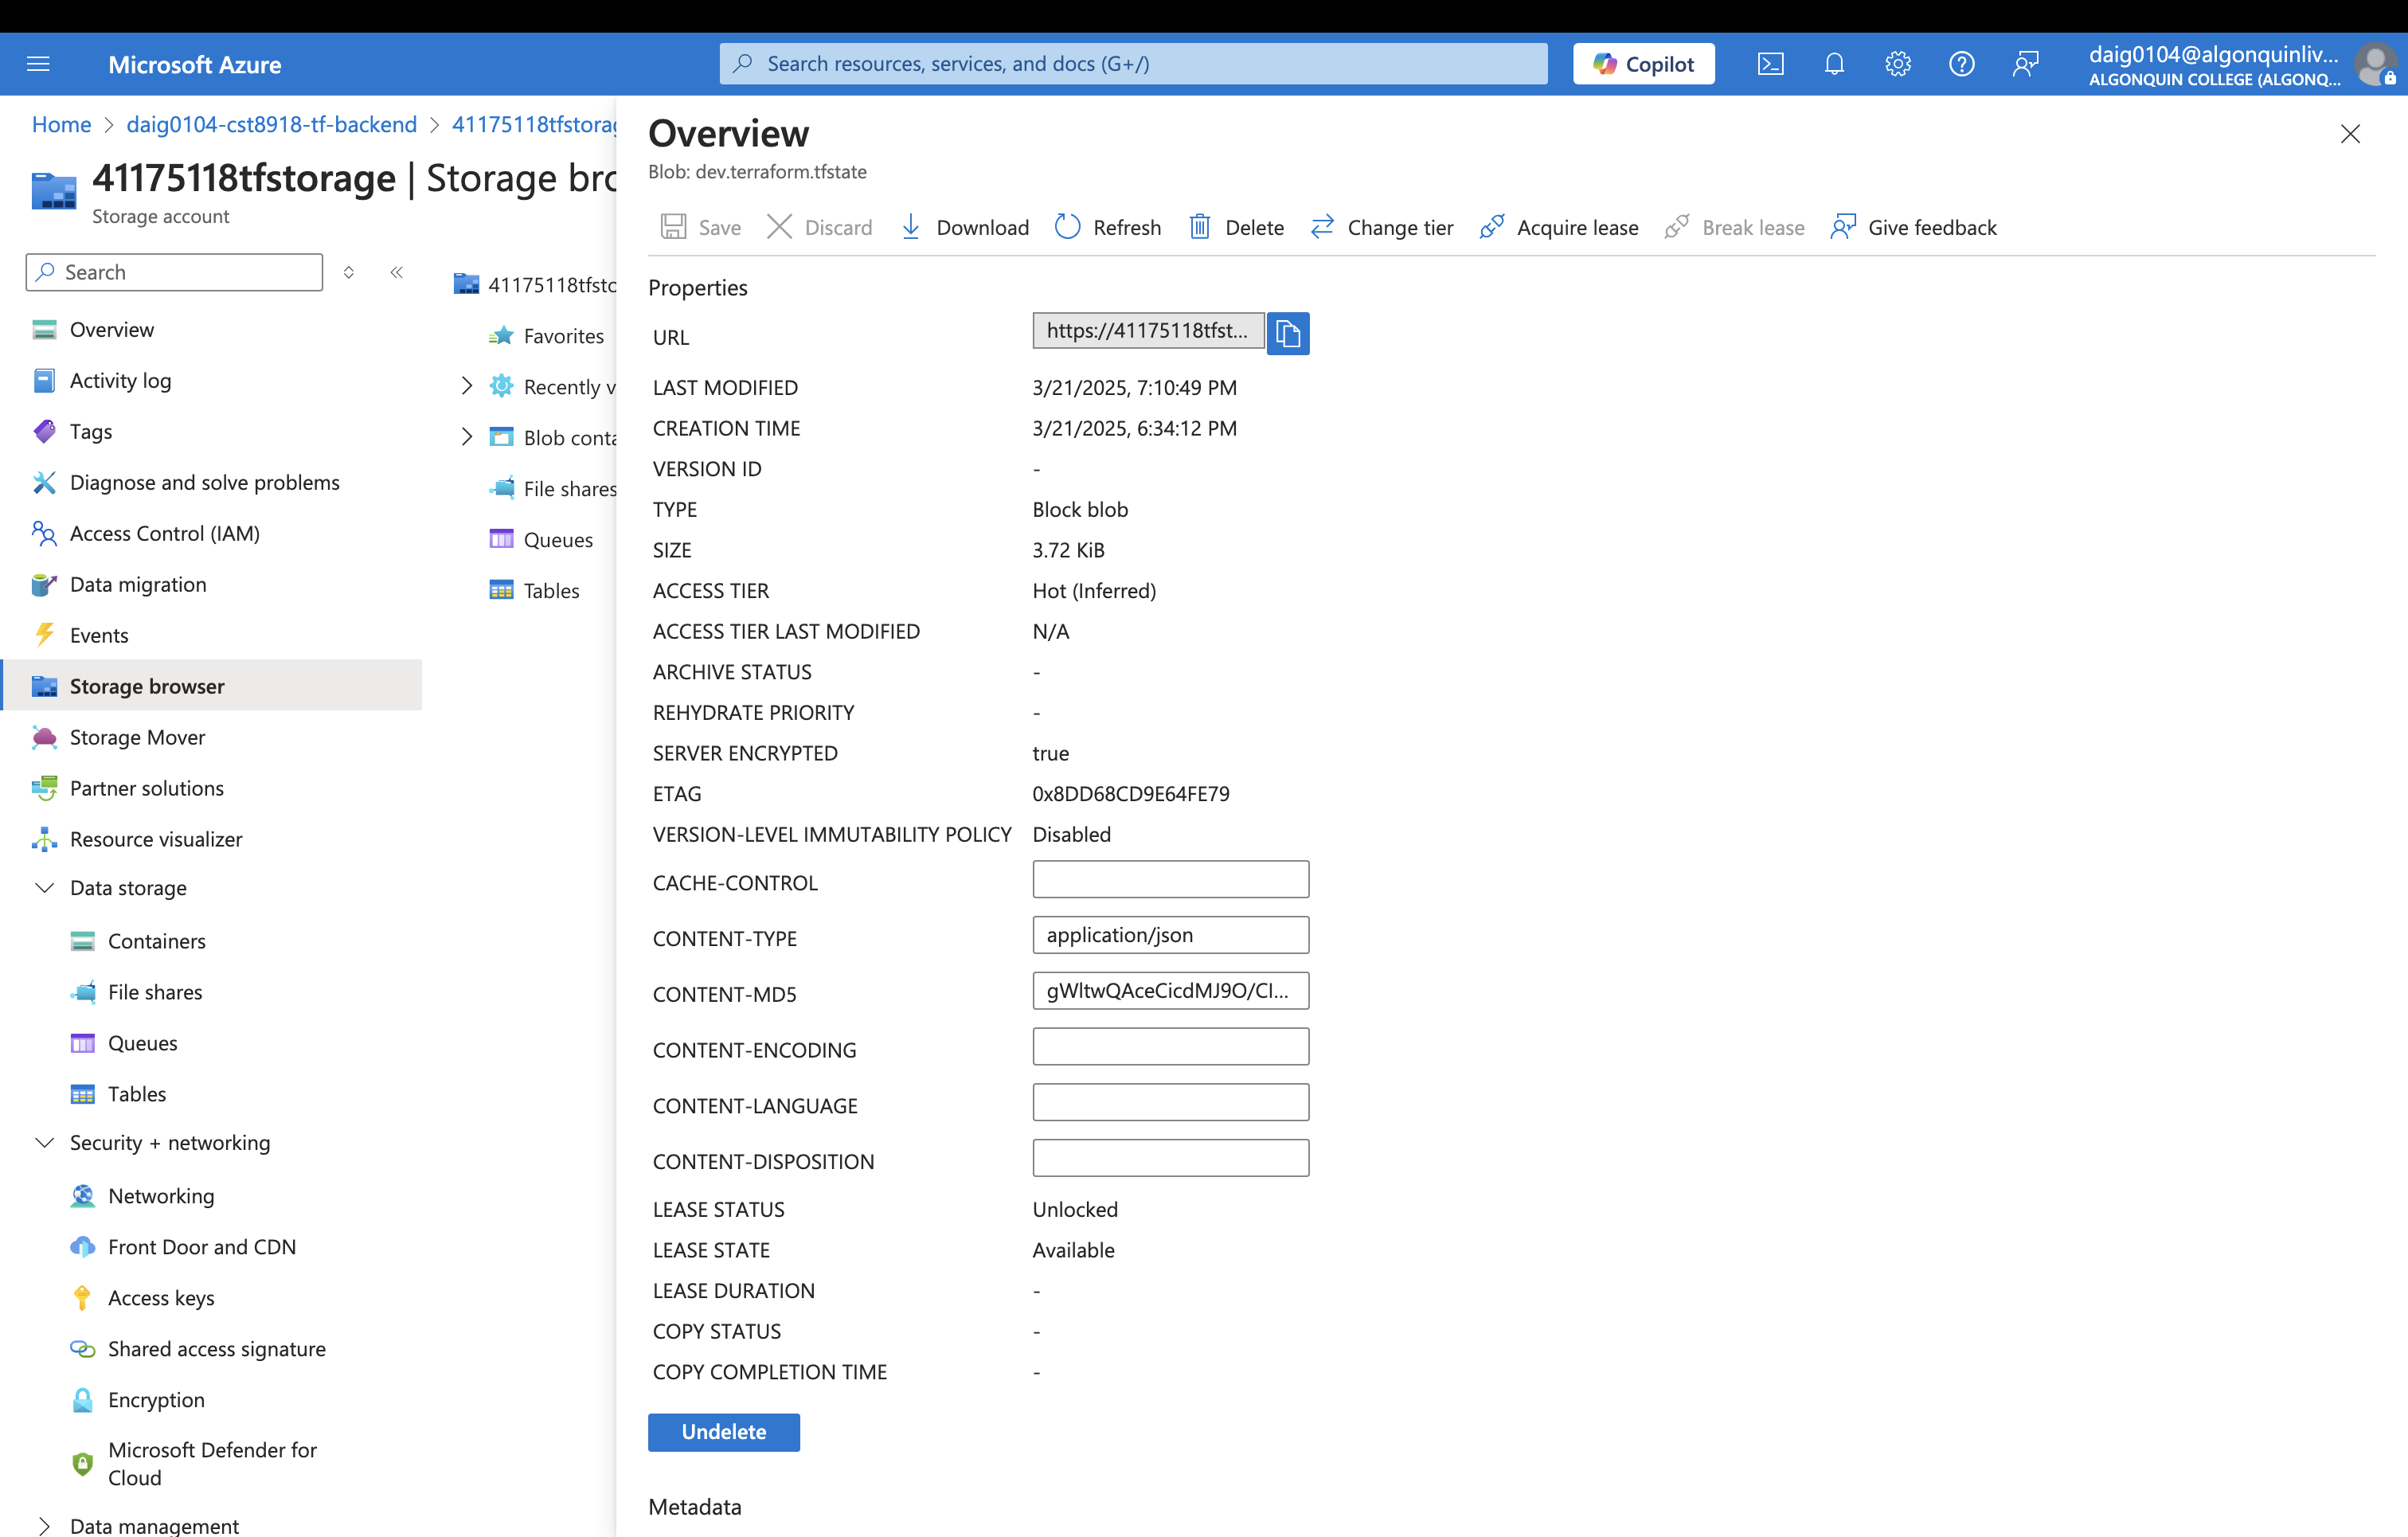 Microsoft Azure
Search resources, services, and docs (G+/)
Copilot
daig0104@algonquinliv...
ALGONQUIN COLLEGE (ALGONQ...
Home > daig0104-cst8918-tf-backend > 41175118tfstorag
41175118tfstorage | Storage bro
Storage account
Search
Overview
Activity log
Tags
Diagnose and solve problems
Access Control (IAM)
Data migration
Events
Storage browser
Storage Mover
Partner solutions
Resource visualizer
Data storage
Containers
File shares
Queues
Tables
Security + networking
Networking
Front Door and CDN
Access keys
Shared access signature
Encryption
Microsoft Defender for
Cloud
Data management
41175118tfsto
Favorites
Recently v
Blob conta
File shares
Queues
Tables
Overview
Blob: dev.terraform.tfstate
Save Discard Download Refresh Delete Change tier Acquire lease Break lease Give feedback
Properties
URL https://41175118tfst...
LAST MODIFIED 3/21/2025, 7:10:49 PM
CREATION TIME 3/21/2025, 6:34:12 PM
VERSION ID -
TYPE Block blob
SIZE 3.72 KiB
ACCESS TIER Hot (Inferred)
ACCESS TIER LAST MODIFIED N/A
ARCHIVE STATUS -
REHYDRATE PRIORITY -
SERVER ENCRYPTED true
ETAG 0x8DD68CD9E64FE79
VERSION-LEVEL IMMUTABILITY POLICY Disabled
CACHE-CONTROL
CONTENT-TYPE application/json
CONTENT-MD5 gWltwQAceCicdMJ9O/CI...
CONTENT-ENCODING
CONTENT-LANGUAGE
CONTENT-DISPOSITION
LEASE STATUS Unlocked
LEASE STATE Available
LEASE DURATION -
COPY STATUS -
COPY COMPLETION TIME -
Undelete
Metadata